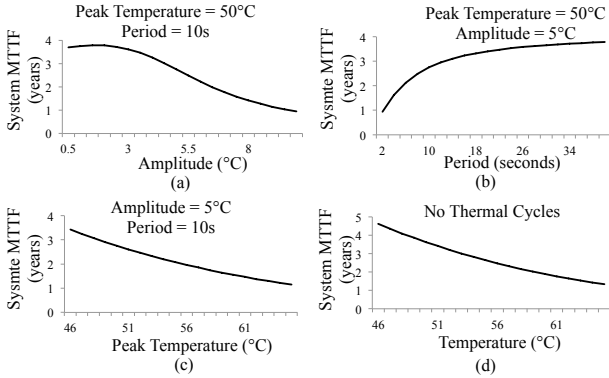 Peak Temperature = 50°C
Period = 10s
System MTTF
(years)
4
3
2
1
0
0.5
3
5.5
8
Amplitude (°C)
(a)
Peak Temperature = 50°C
Amplitude = 5°C
Sysmte MTTF
(years)
4
3
2
1
0
2
10
18
26
34
Period (seconds)
(b)
Amplitude = 5°C
Period = 10s
Sysmte MTTF
(years)
4
3
2
1
0
46
51
56
61
Peak Temperature (°C)
(c)
No Thermal Cycles
System MTTF
(years)
5
4
3
2
1
0
46
51
56
61
Temperature (°C)
(d)